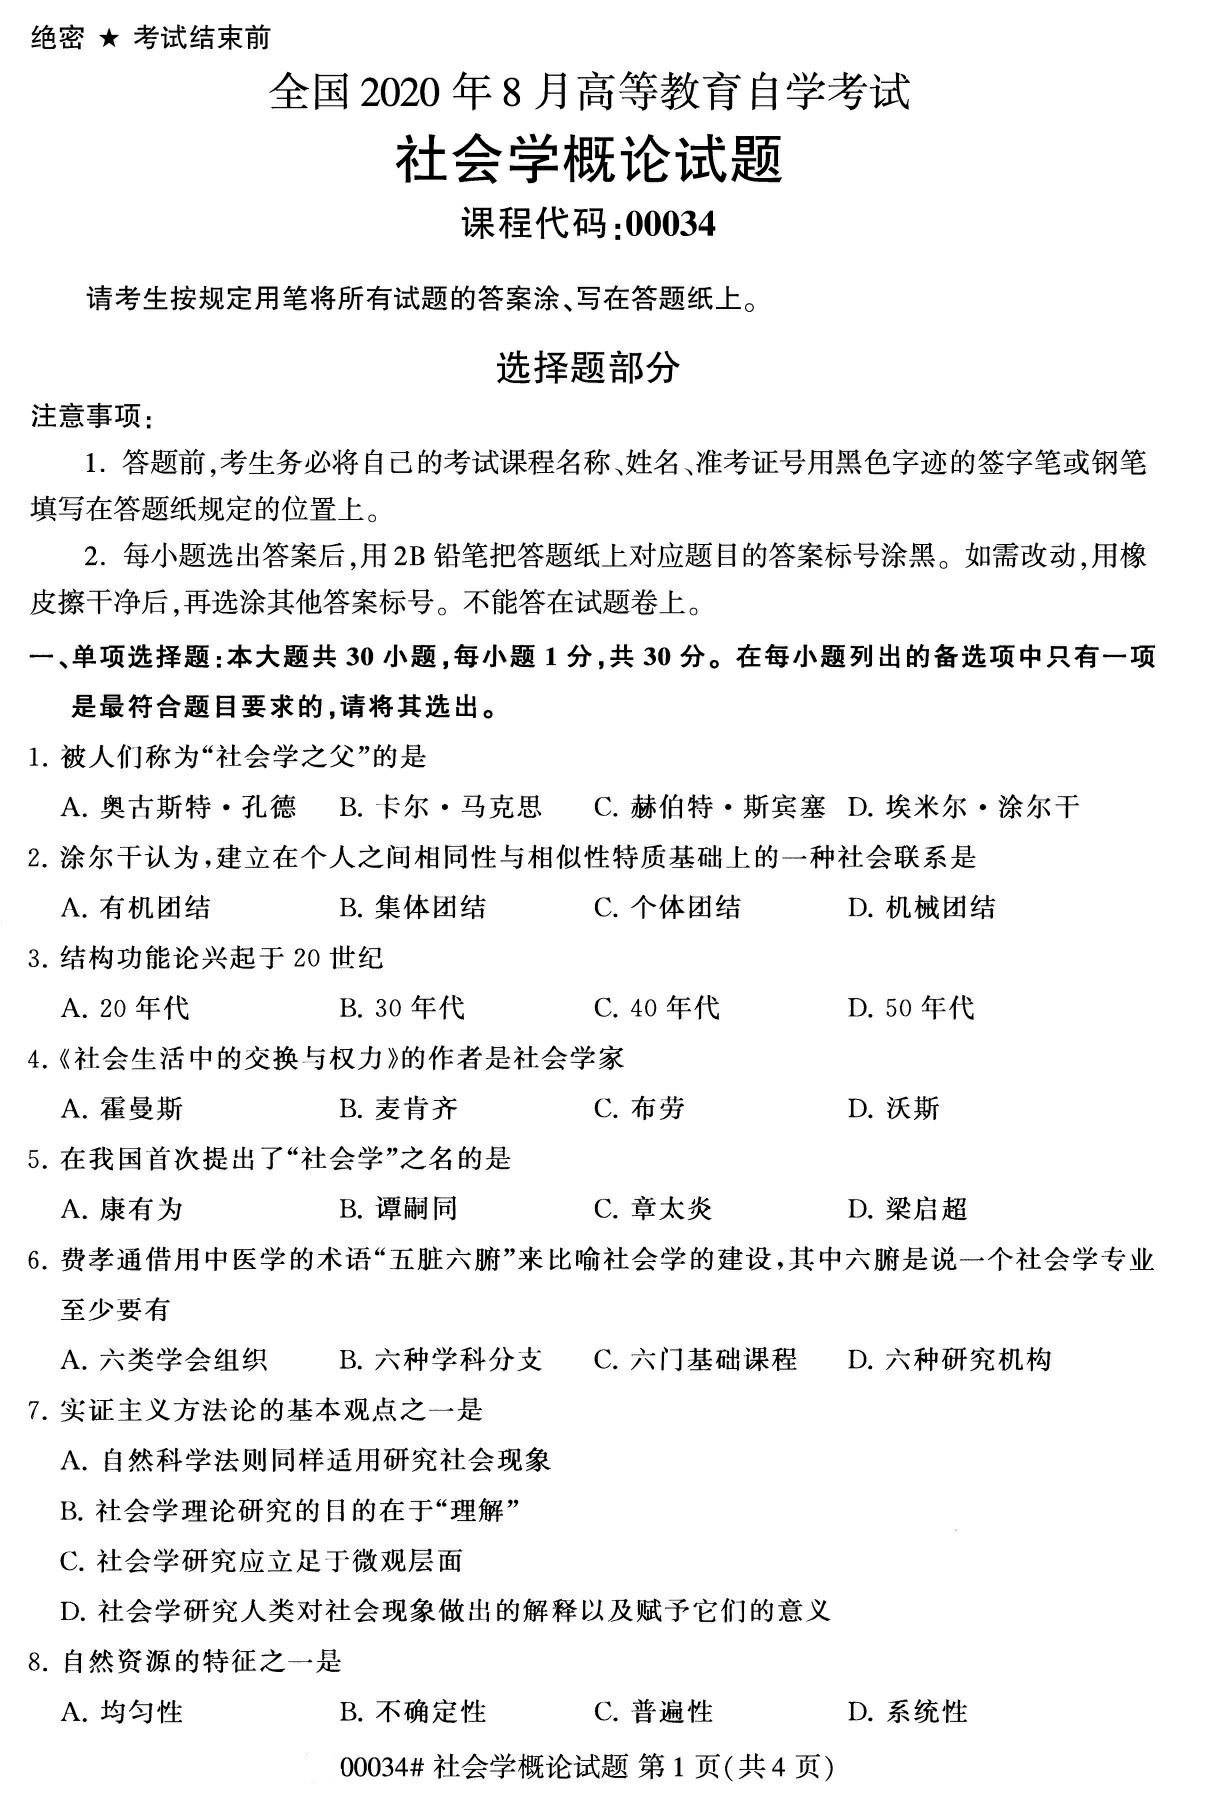 绝密 ★ 考试结束前
全国 2020 年 8 月高等教育自学考试
社会学概论试题
课程代码:00034
请考生按规定用笔将所有试题的答案涂、写在答题纸上。
选择题部分
注意事项:
1. 答题前,考生务必将自己的考试课程名称、姓名、准考证号用黑色字迹的签字笔或钢笔
填写在答题纸规定的位置上。
2. 每小题选出答案后,用 2B 铅笔把答题纸上对应题目的答案标号涂黑。如需改动,用橡
皮擦干净后,再选涂其他答案标号。不能答在试题卷上。
一、单项选择题:本大题共 30 小题,每小题 1 分,共 30 分。在每小题列出的备选项中只有一项
是最符合题目要求的,请将其选出。
1. 被人们称为“社会学之父”的是
A. 奥古斯特·孔德 B. 卡尔·马克思 C. 赫伯特·斯宾塞 D. 埃米尔·涂尔干
2. 涂尔干认为,建立在个人之间相同性与相似性特质基础上的一种社会联系是
A. 有机团结 B. 集体团结 C. 个体团结 D. 机械团结
3. 结构功能论兴起于 20 世纪
A. 20 年代 B. 30 年代 C. 40 年代 D. 50 年代
4.《社会生活中的交换与权力》的作者是社会学家
A. 霍曼斯 B. 麦肯齐 C. 布劳 D. 沃斯
5. 在我国首次提出了“社会学”之名的是
A. 康有为 B. 谭嗣同 C. 章太炎 D. 梁启超
6. 费孝通借用中医学的术语“五脏六腑”来比喻社会学的建设,其中六腑是说一个社会学专业
至少要有
A. 六类学会组织 B. 六种学科分支 C. 六门基础课程 D. 六种研究机构
7. 实证主义方法论的基本观点之一是
A. 自然科学法则同样适用研究社会现象
B. 社会学理论研究的目的在于“理解”
C. 社会学研究应立足于微观层面
D. 社会学研究人类对社会现象做出的解释以及赋予它们的意义
8. 自然资源的特征之一是
A. 均匀性 B. 不确定性 C. 普遍性 D. 系统性
00034# 社会学概论试题 第 1 页(共 4 页)